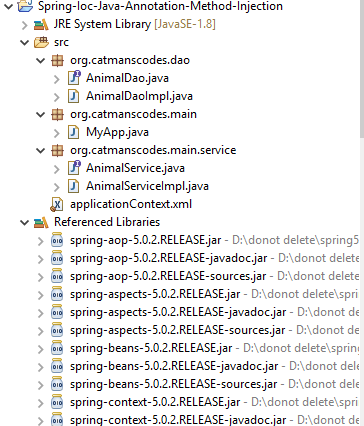 Spring-Ioc-Java-Annotation-Method-Injection
JRE System Library [JavaSE-1.8]
src
org.catmanscodes.dao
AnimalDao.java
AnimalDaoImpl.java
org.catmanscodes.main
MyApp.java
org.catmanscodes.main.service
AnimalService.java
AnimalServiceImpl.java
applicationContext.xml
Referenced Libraries
spring-aop-5.0.2.RELEASE.jar - D:\donot delete\spring5
spring-aop-5.0.2.RELEASE-javadoc.jar - D:\donot delet
spring-aop-5.0.2.RELEASE-sources.jar - D:\donot delete
spring-aspects-5.0.2.RELEASE.jar - D:\donot delete\spri
spring-aspects-5.0.2.RELEASE-javadoc.jar - D:\donot d
spring-aspects-5.0.2.RELEASE-sources.jar - D:\donot d
spring-beans-5.0.2.RELEASE.jar - D:\donot delete\spring
spring-beans-5.0.2.RELEASE-javadoc.jar - D:\donot del
spring-beans-5.0.2.RELEASE-sources.jar - D:\donot del
spring-context-5.0.2.RELEASE.jar - D:\donot delete\spri
spring-context-5.0.2.RELEASE-javadoc.jar - D:\donot d